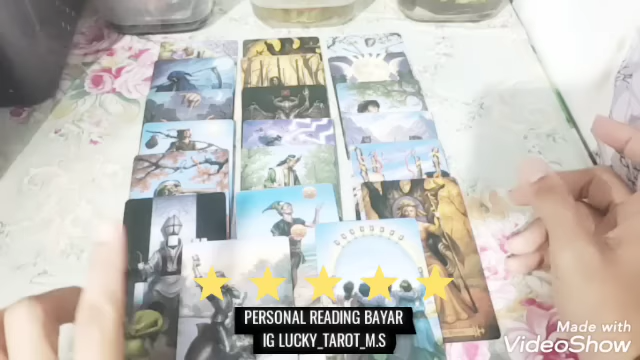 PERSONAL READING BAYAR
IG LUCKY_TAROT_M.S
Made with
VideoShow